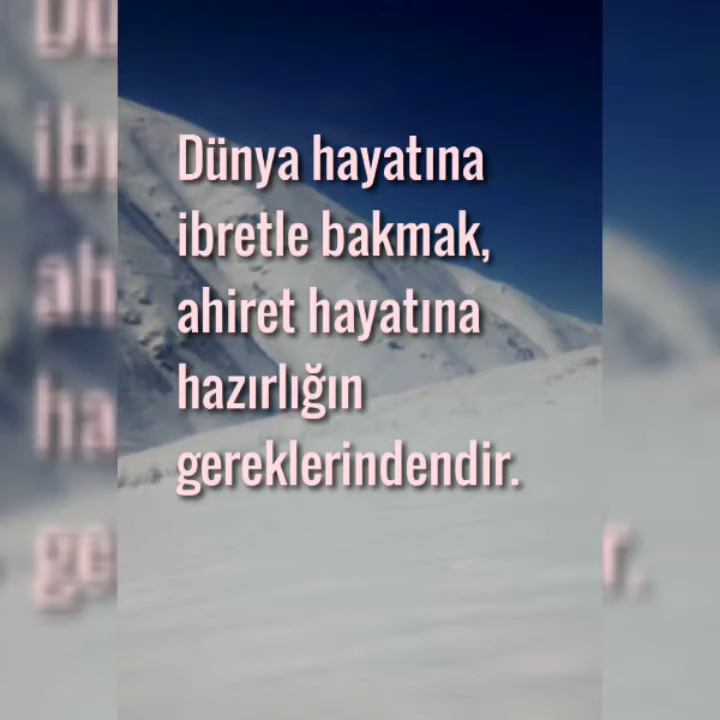 Dünya hayatına
ibretle bakmak,
ahiret hayatına
hazırlığın
gereklerindendir.